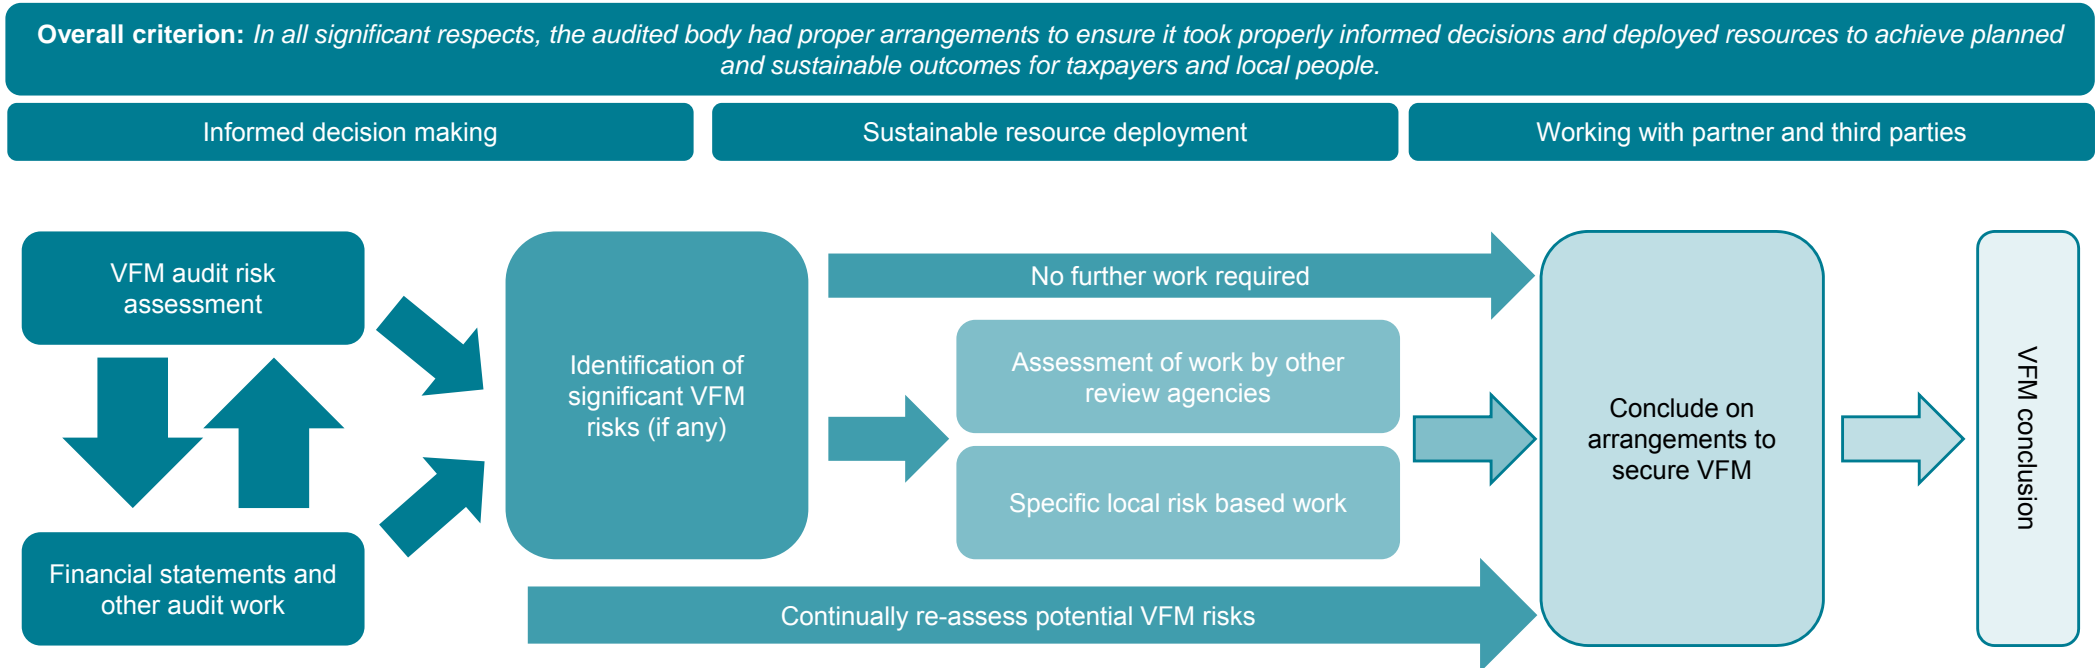 Overall criterion: In all significant respects, the audited body had proper arrangements to ensure it took properly informed decisions and deployed resources to achieve planned
and sustainable outcomes for taxpayers and local people.
Informed decision making
Sustainable resource deployment
Working with partner and third parties
VFM audit risk
assessment
Financial statements and
other audit work
Identification of
significant VFM
risks (if any)
No further work required
Assessment of work by other
review agencies
Specific local risk based work
Continually re-assess potential VFM risks
Conclude on
arrangements to
secure VFM
VFM conclusion